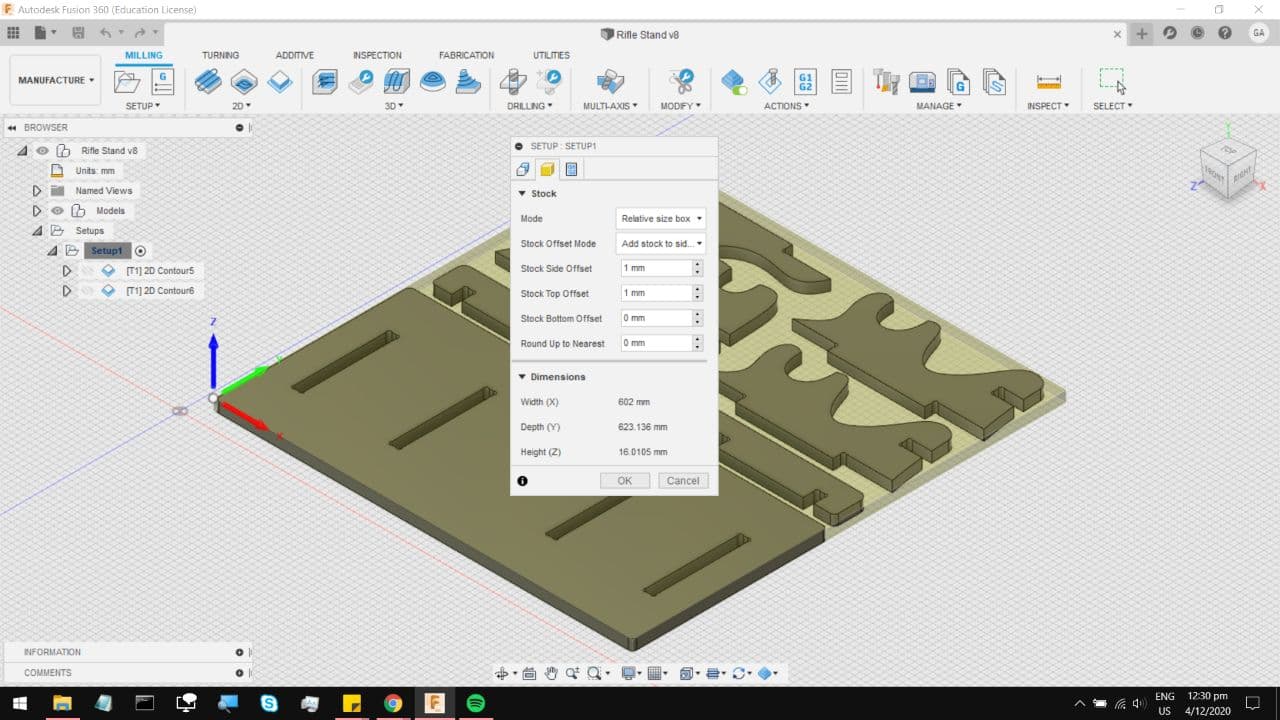 Autodesk Fusion 360 (Education License)
Rifle Stand v8
GA
MILLING TURNING ADDITIVE INSPECTION FABRICATION UTILITIES
MANUFACTURE
G
G1
G2
G
SETUP 2D 3D DRILLING MULTI-AXIS MODIFY ACTIONS MANAGE INSPECT SELECT
BROWSER
Rifle Stand v8
Units: mm
Named Views
Models
Setups
Setup1
[T1] 2D Contour5
[T1] 2D Contour6
SETUP : SETUP1
Stock
Mode Relative size box
Stock Offset Mode Add stock to sid...
Stock Side Offset 1 mm
Stock Top Offset 1 mm
Stock Bottom Offset 0 mm
Round Up to Nearest 0 mm
Dimensions
Width (X) 602 mm
Depth (Y) 623.136 mm
Height (Z) 16.0105 mm
OK Cancel
Y
TOP
FRONT RIGHT
Z X
Z
Y
X
INFORMATION
COMMENTS
ENG 12:30 pm
US 4/12/2020